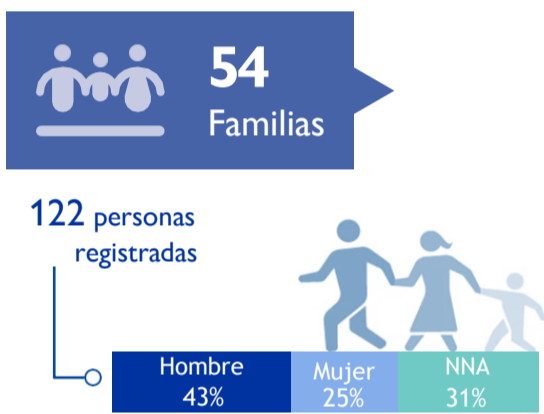 54
Familias
122 personas
registradas
Hombre
43%
Mujer
25%
NNA
31%